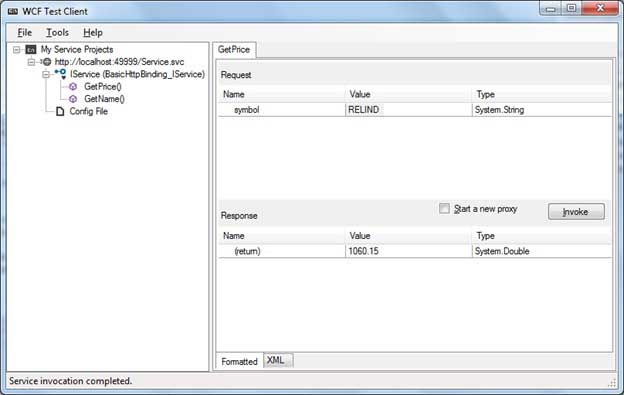 WCF Test Client
File Tools Help
My Service Projects
http://localhost:49999/Service.svc
IService (BasicHttpBinding_IService)
GetPrice()
GetName()
Config File
GetPrice
Request
Name Value Type
symbol RELIND System.String
Response
Start a new proxy Invoke
Name Value Type
(return) 1060.15 System.Double
Formatted XML
Service invocation completed.